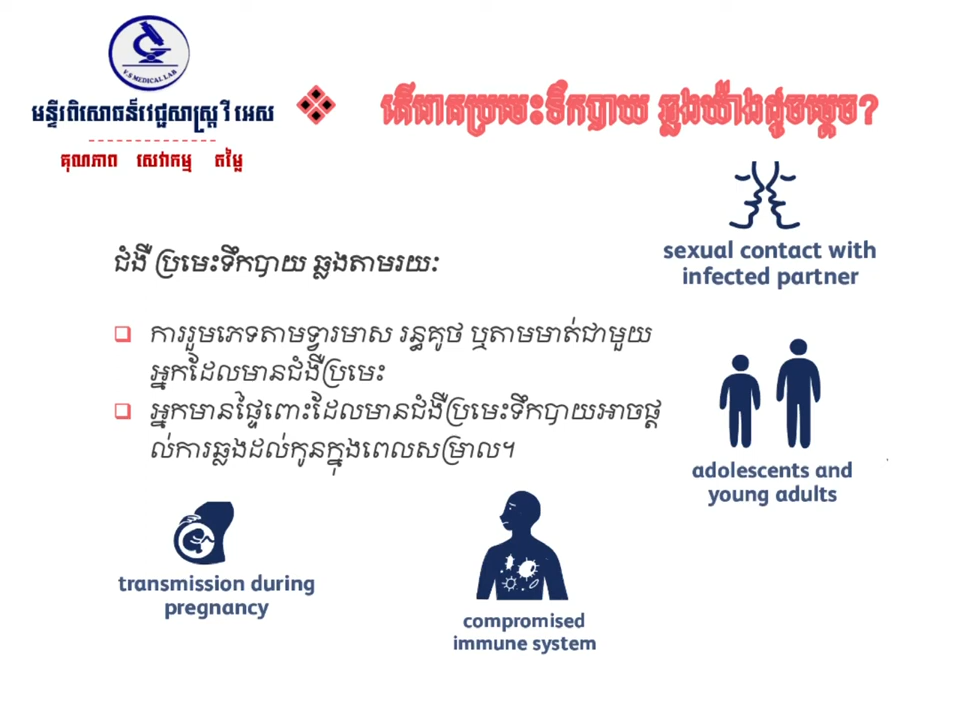 V.S MEDICAL LAB
មន្ទីរពិសោធន៍វេជ្ជសាស្ត្រ វី អេស
គុណភាព សេវាកម្ម តម្លៃ
តើរោគប្រមេះទឹកបាយ ឆ្លងយ៉ាងដូចម្តេច?
sexual contact with
infected partner
ជំងឺ ប្រមេះទឹកបាយ ឆ្លងតាមរយៈ
ការរួមភេទតាមទ្វារមាស រន្ធគូថ ឬតាមមាត់ជាមួយ
អ្នកដែលមានជំងឺប្រមេះ
អ្នកមានផ្ទៃពោះដែលមានជំងឺប្រមេះទឹកបាយអាចផ្ត
ល់ការឆ្លងដល់កូនក្នុងពេលសម្រាល។
adolescents and
young adults
transmission during
pregnancy
compromised
immune system